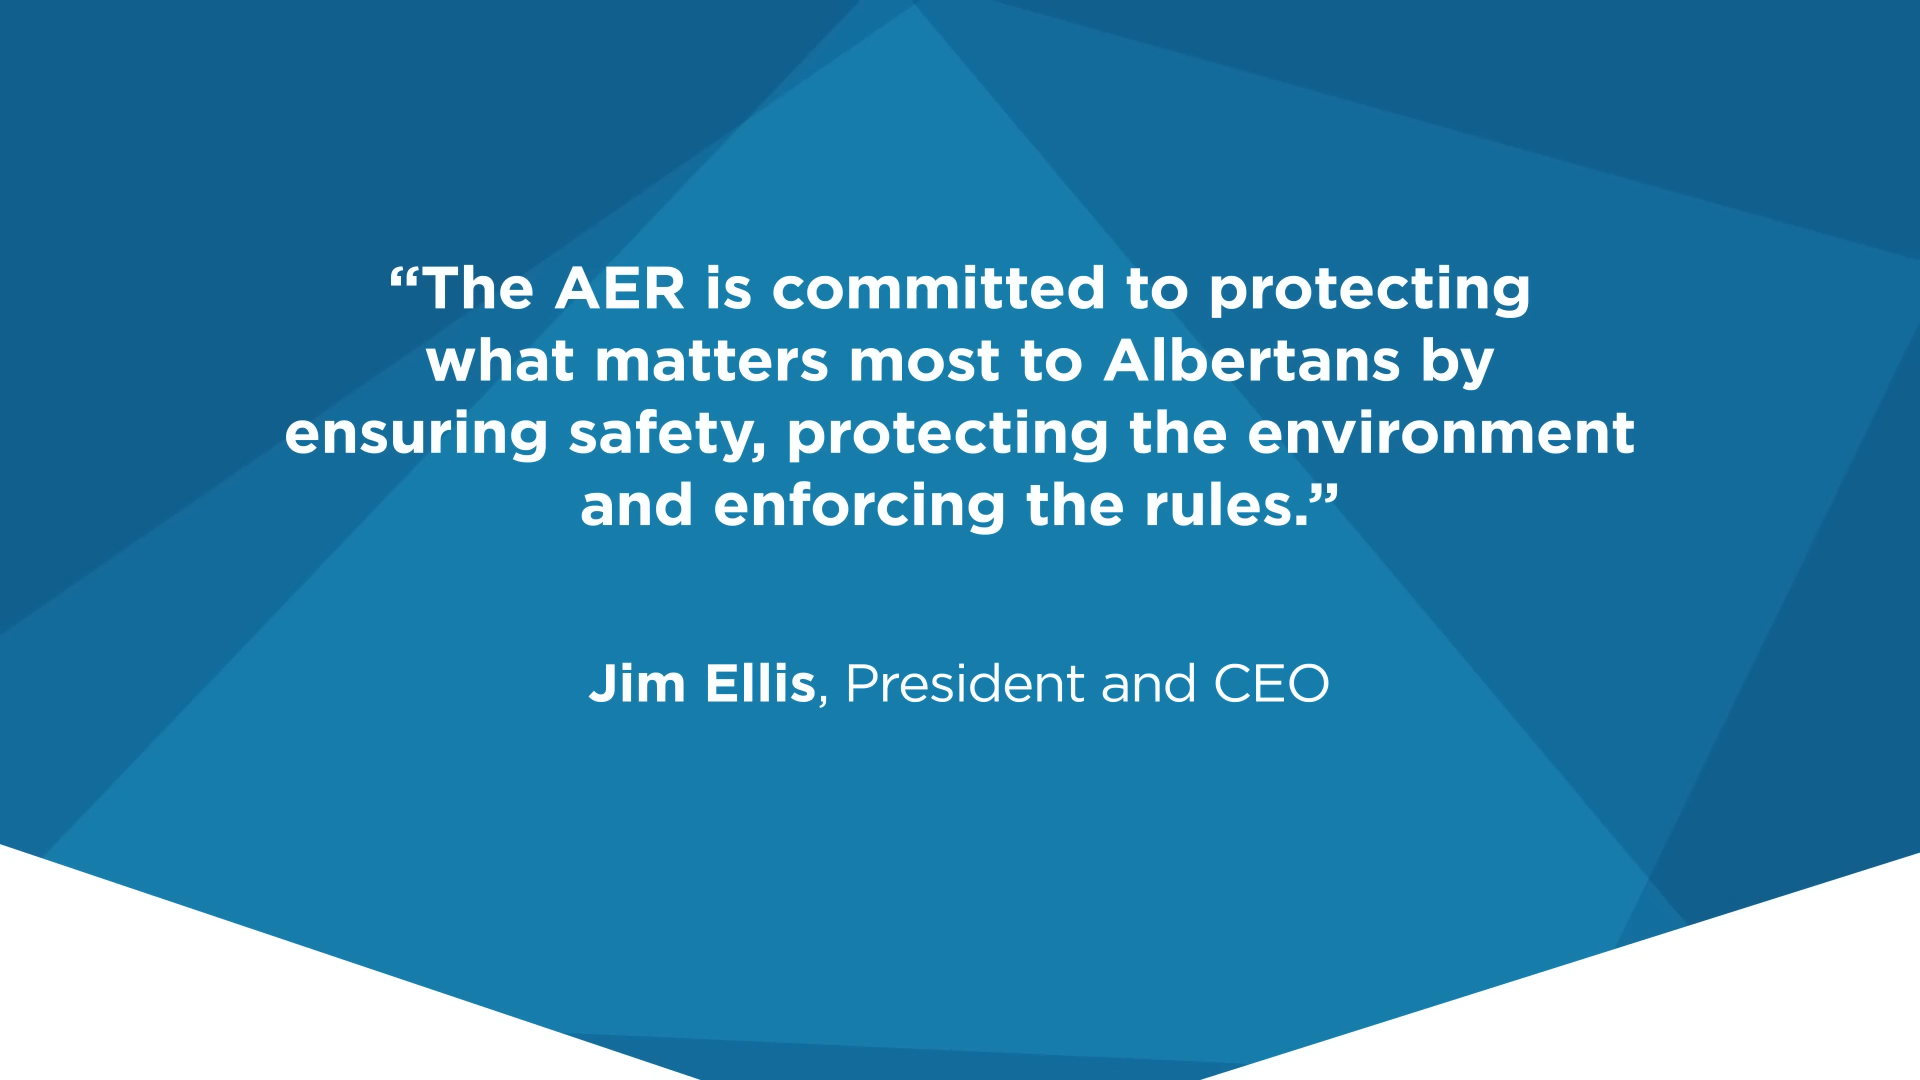 “The AER is committed to protecting
what matters most to Albertans by
ensuring safety, protecting the environment
and enforcing the rules.”
Jim Ellis, President and CEO